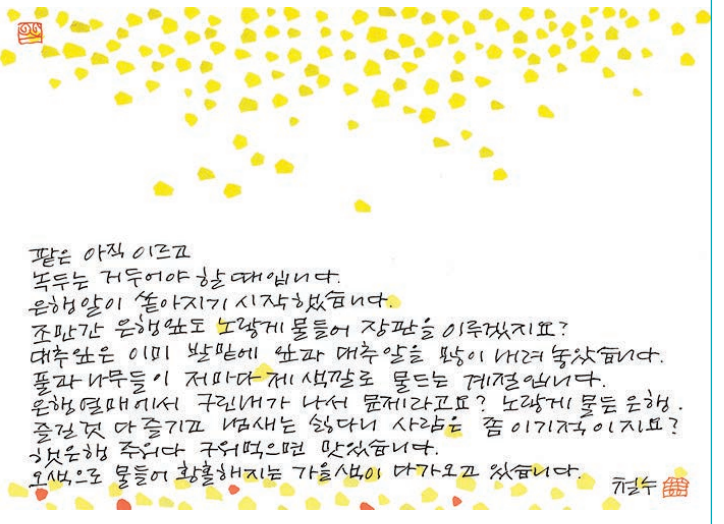 팥은 아직 이르고
녹두는 거두어야 할 때입니다.
은행알이 쏟아지기 시작했습니다.
조만간 은행잎도 노랗게 물들어 장판을 이루겠지요?
대추잎은 이미 발밑에 잎과 대추알을 많이 내려 놓았습니다.
풀과 나무들이 저마다 제 색깔로 물드는 계절입니다.
은행열매에서 구린내가 나서 문제라고요? 노랗게 물든 은행.
즐길것 다 즐기고 냄새는 싫다니 사람은 좀 이기적이지요?
햇은행 주워다 구워먹으면 맛있습니다.
오색으로 물들어 황홀해지는 가을색이 다가오고 있습니다.
철수